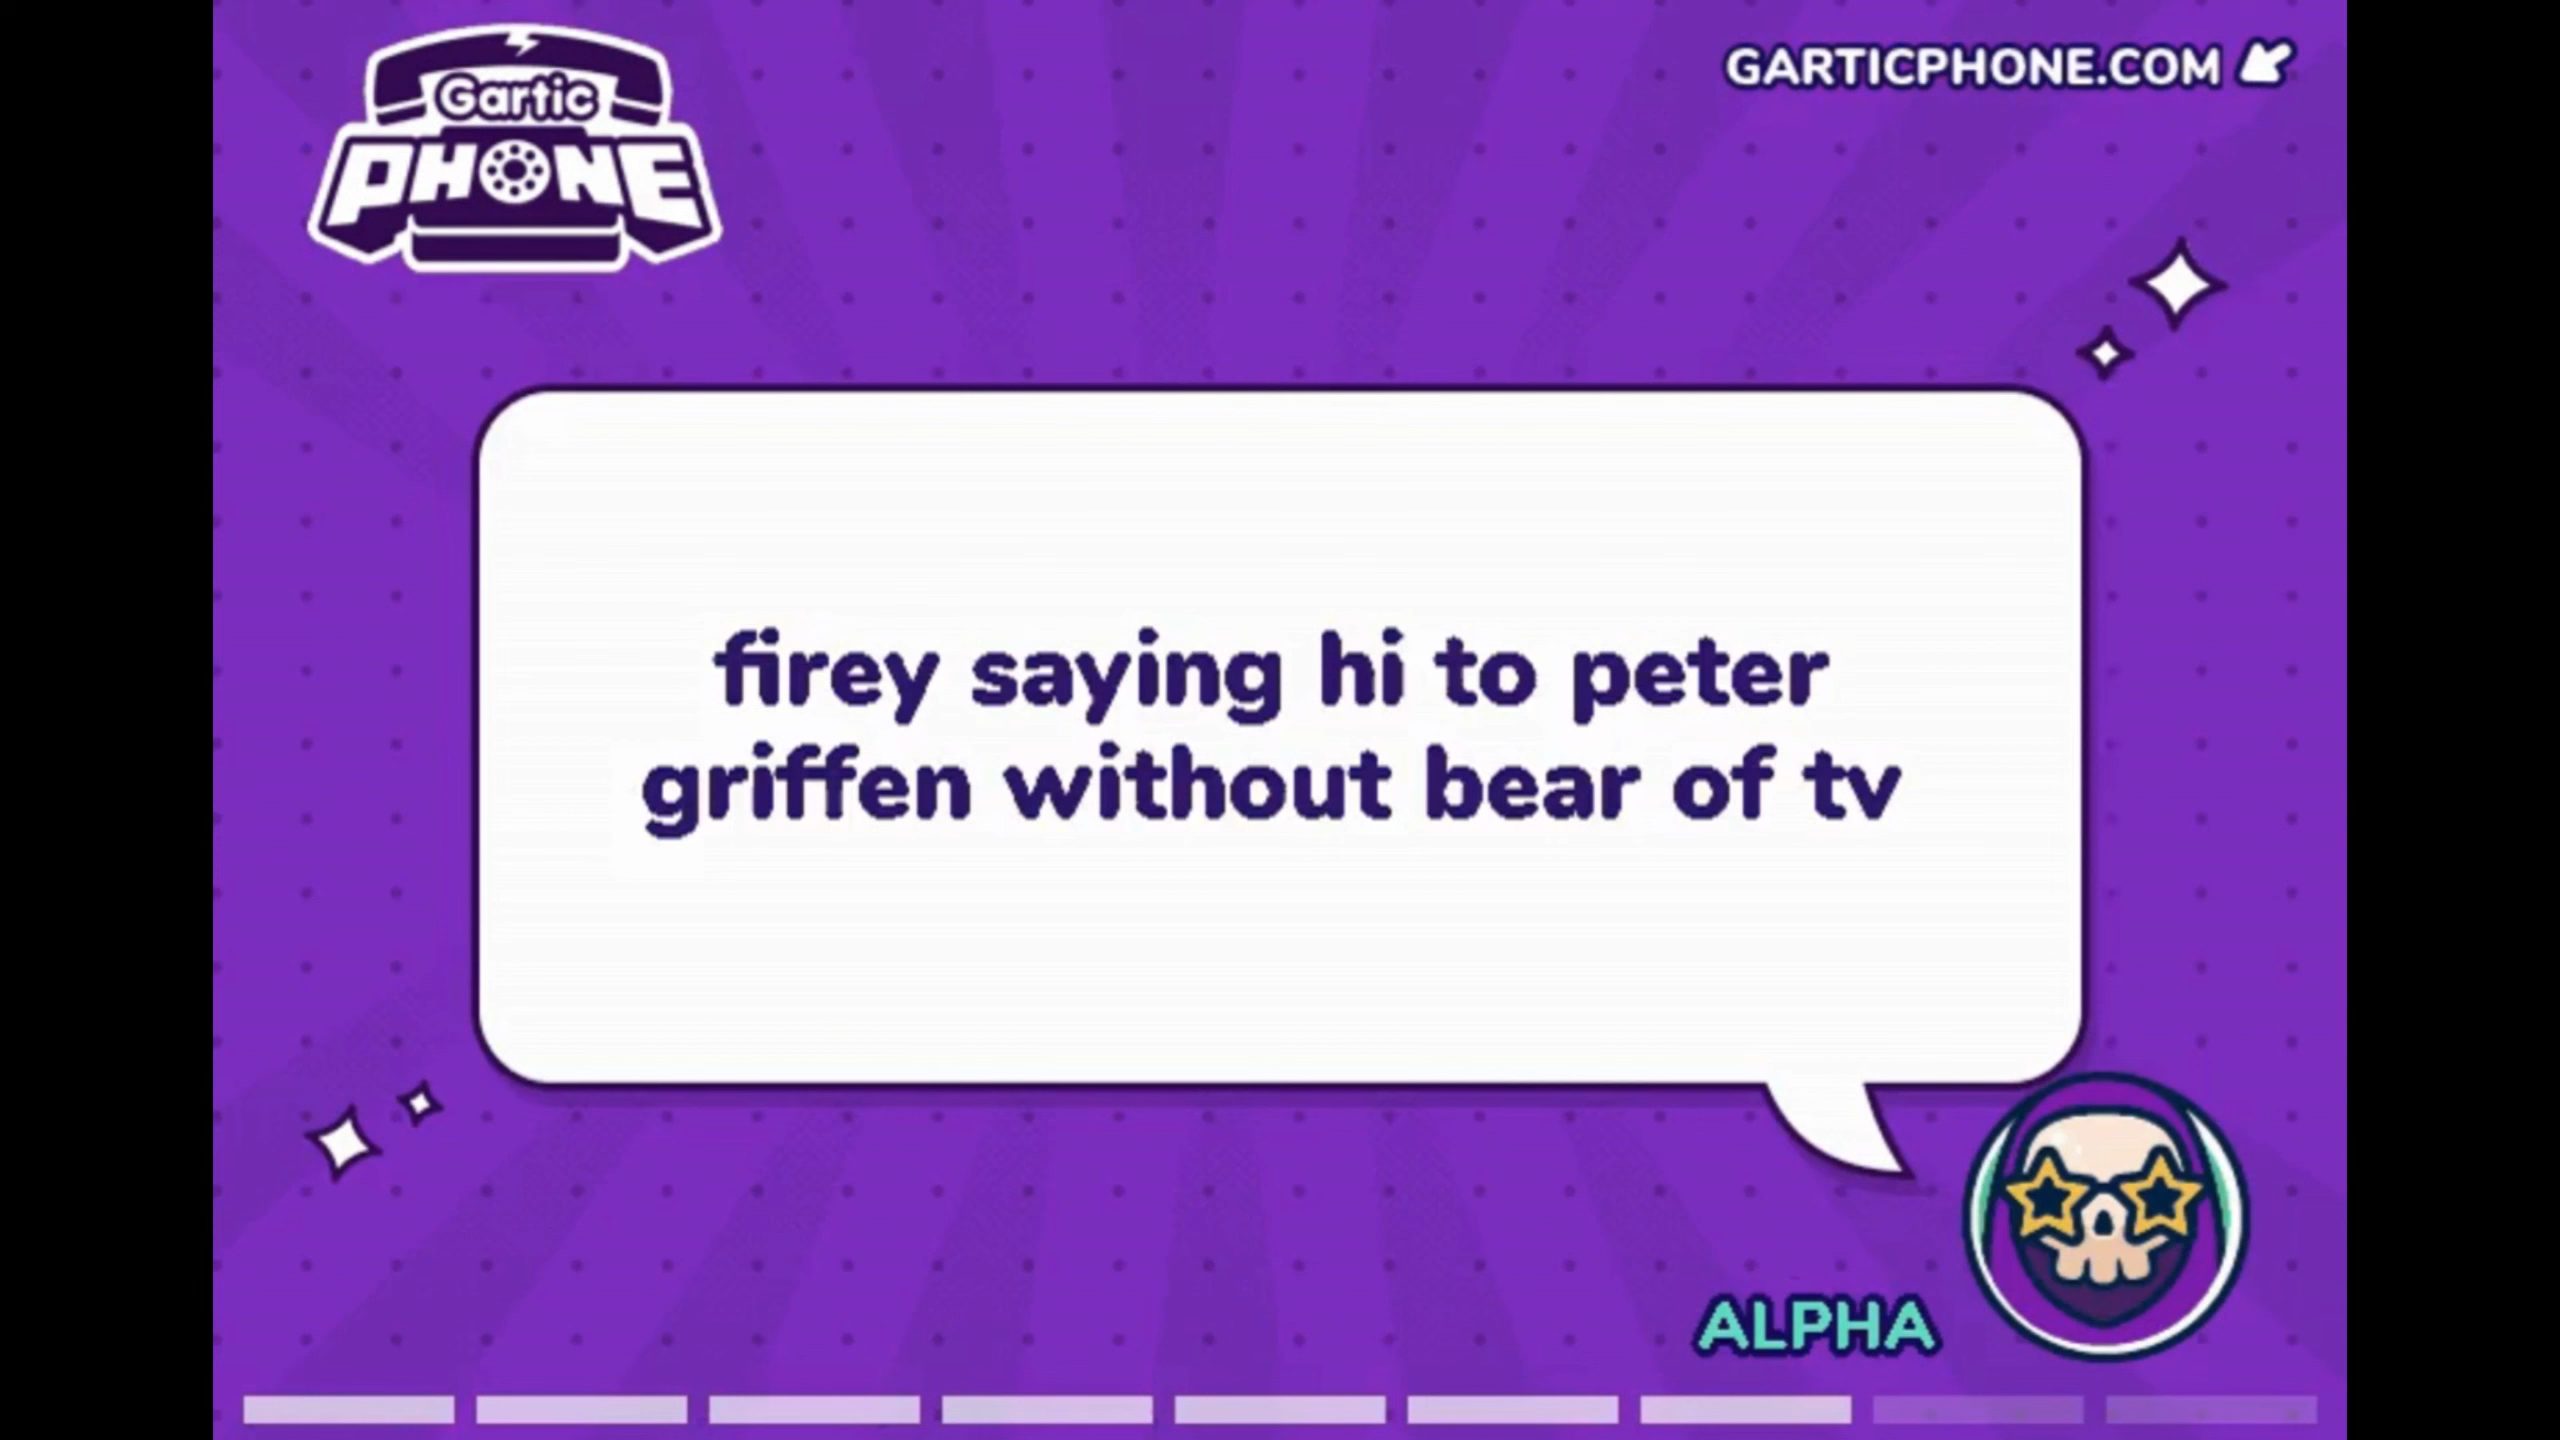 Gartic
PHONE
GARTICPHONE.COM
firey saying hi to peter
griffen without bear of tv
ALPHA